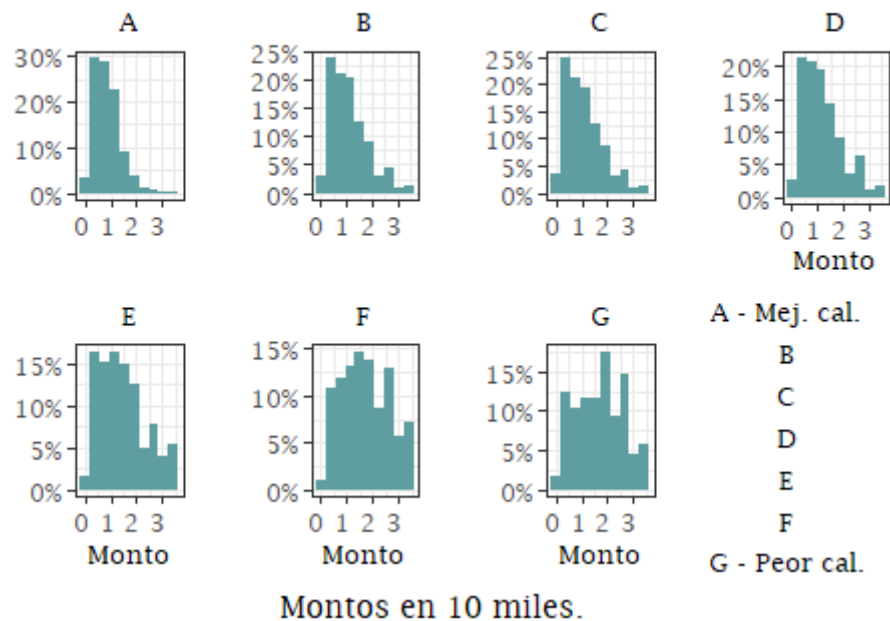 A B C D
30% 25% 25% 20%
20% 20% 20% 15%
10% 15% 15% 10%
0% 10% 10% 5%
5% 5% 0%
0% 0%
0 1 2 3 0 1 2 3 0 1 2 3 0 1 2 3
Monto
E F G A - Mej. cal.
15% 15% 15% B
10% 10% 10% C
5% 5% 5% D
0% 0% 0% E
0 1 2 3 0 1 2 3 0 1 2 3 F
Monto Monto Monto G - Peor cal.
Montos en 10 miles.